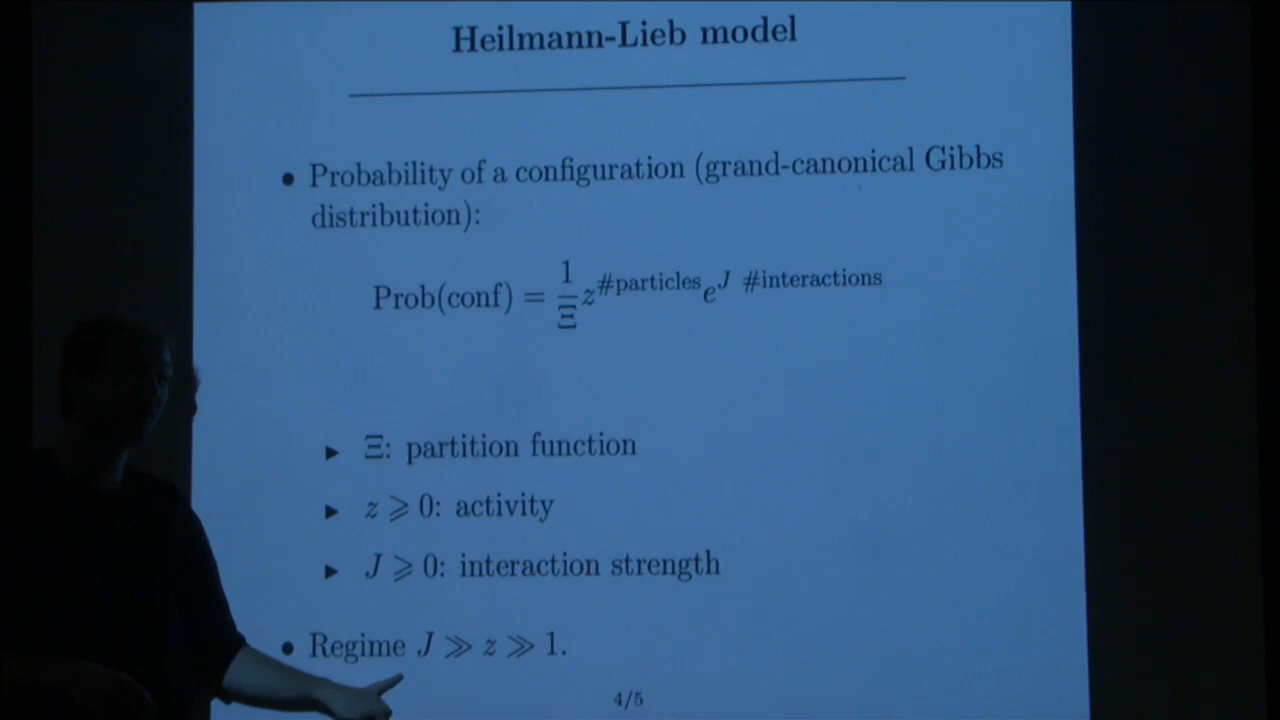 Heilmann-Lieb model
• Probability of a configuration (grand-canonical Gibbs
distribution):
Prob(conf) = \frac{1}{Ξ} z^{#particles} e^{J #interactions}
▶ Ξ: partition function
▶ z ⩾ 0: activity
▶ J ⩾ 0: interaction strength
• Regime J ≫ z ≫ 1.
4/5